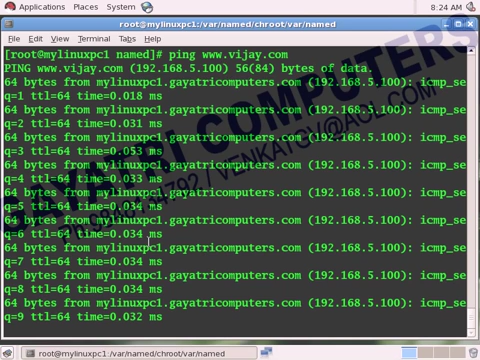 Applications Places System 8:24 AM
root@mylinuxpc1:/var/named/chroot/var/named
File Edit View Terminal Tabs Help
[root@mylinuxpc1 named]# ping www.vijay.com
PING www.vijay.com (192.168.5.100) 56(84) bytes of data.
64 bytes from mylinuxpc1.gayatricomputers.com (192.168.5.100): icmp_se
q=1 ttl=64 time=0.018 ms
64 bytes from mylinuxpc1.gayatricomputers.com (192.168.5.100): icmp_se
q=2 ttl=64 time=0.031 ms
64 bytes from mylinuxpc1.gayatricomputers.com (192.168.5.100): icmp_se
q=3 ttl=64 time=0.053 ms
64 bytes from mylinuxpc1.gayatricomputers.com (192.168.5.100): icmp_se
q=4 ttl=64 time=0.033 ms
64 bytes from mylinuxpc1.gayatricomputers.com (192.168.5.100): icmp_se
q=5 ttl=64 time=0.034 ms
64 bytes from mylinuxpc1.gayatricomputers.com (192.168.5.100): icmp_se
q=6 ttl=64 time=0.034 ms
64 bytes from mylinuxpc1.gayatricomputers.com (192.168.5.100): icmp_se
q=7 ttl=64 time=0.034 ms
64 bytes from mylinuxpc1.gayatricomputers.com (192.168.5.100): icmp_se
q=8 ttl=64 time=0.034 ms
64 bytes from mylinuxpc1.gayatricomputers.com (192.168.5.100): icmp_se
q=9 ttl=64 time=0.032 ms
GAYATRI COMPUTERS
root@mylinuxpc1:/var/named/chroot/var/named